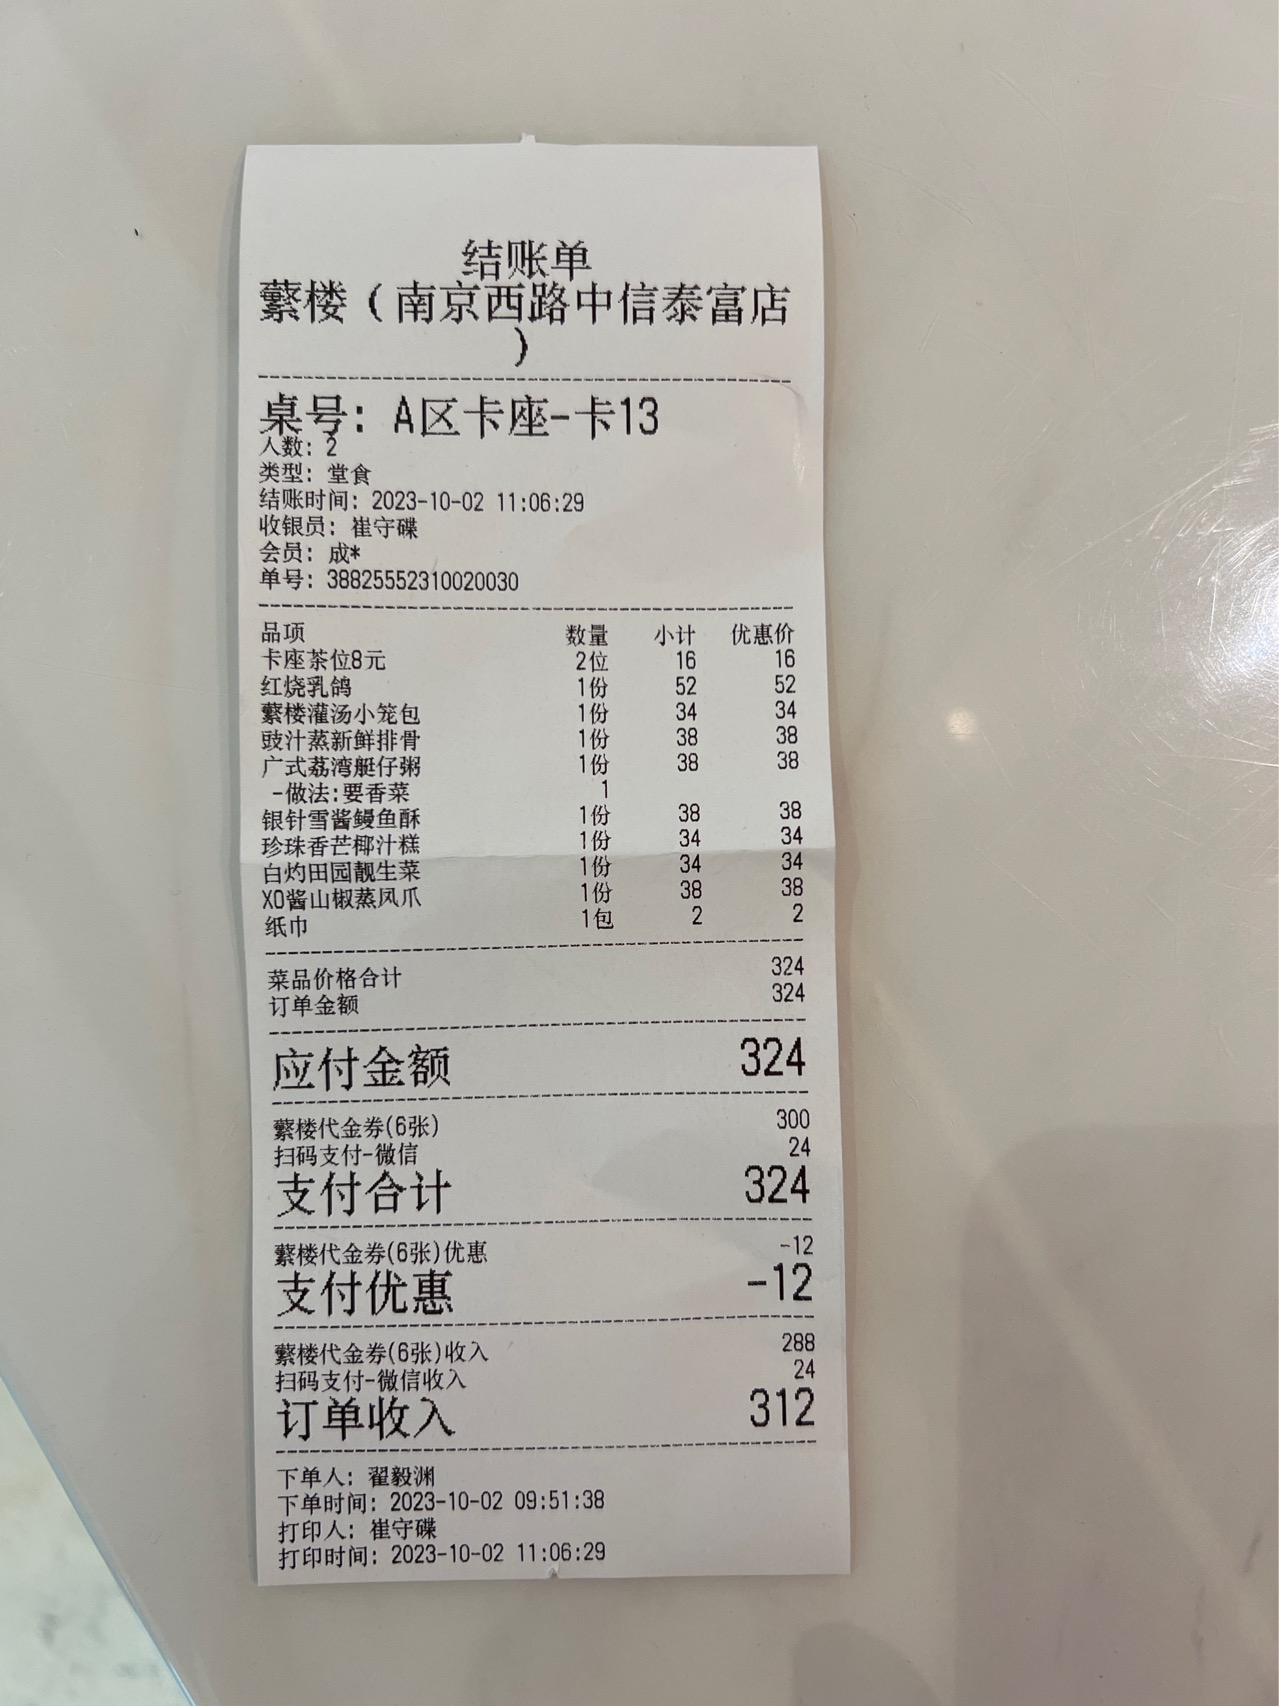 结账单
蘩楼（南京西路中信泰富店
）
桌号: A区卡座-卡13
人数: 2
类型: 堂食
结账时间: 2023-10-02 11:06:29
收银员: 崔守碟
会员: 成*
单号: 38825552310020030
品项 数量 小计 优惠价
卡座茶位8元 2位 16 16
红烧乳鸽 1份 52 52
蘩楼灌汤小笼包 1份 34 34
豉汁蒸新鲜排骨 1份 38 38
广式荔湾艇仔粥 1份 38 38
-做法:要香菜 1
银针雪酱鳗鱼酥 1份 38 38
珍珠香芒椰汁糕 1份 34 34
白灼田园靓生菜 1份 34 34
XO酱山椒蒸凤爪 1份 38 38
纸巾 1包 2 2
菜品价格合计 324
订单金额 324
应付金额 324
蘩楼代金券(6张) 300
扫码支付-微信 24
支付合计 324
蘩楼代金券(6张)优惠 -12
支付优惠 -12
蘩楼代金券(6张)收入 288
扫码支付-微信收入 24
订单收入 312
下单人: 翟毅渊
下单时间: 2023-10-02 09:51:38
打印人: 崔守碟
打印时间: 2023-10-02 11:06:29